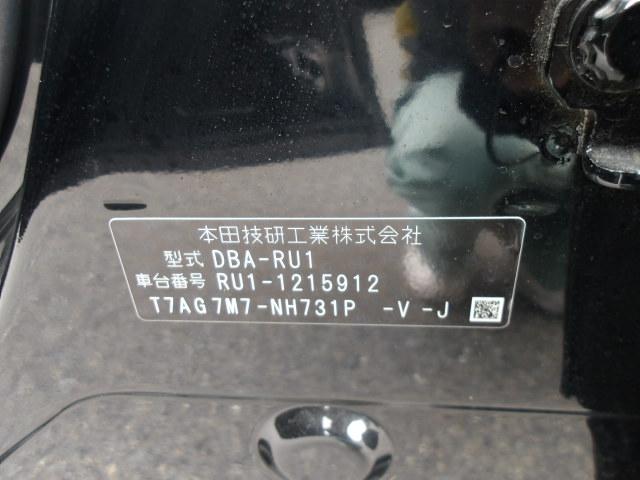 本田技研工業株式会社
型式 DBA-RU1
車台番号 RU1-1215912
T7AG7M7-NH731P -V -J